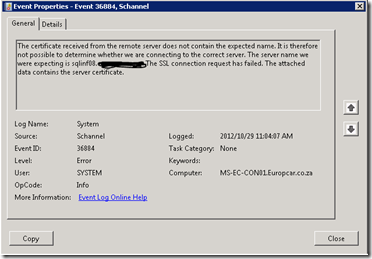 Event Properties - Event 36884, Schannel
General
Details
The certificate received from the remote server does not contain the expected name. It is therefore
not possible to determine whether we are connecting to the correct server. The server name we
were expecting is sqlinf08. The SSL connection request has failed. The attached
data contains the server certificate.
Log Name: System
Source: Schannel Logged: 2012/10/29 11:04:07 AM
Event ID: 36884 Task Category: None
Level: Error Keywords:
User: SYSTEM Computer: MS-EC-CON01.Europcar.co.za
OpCode: Info
More Information: Event Log Online Help
Copy
Close